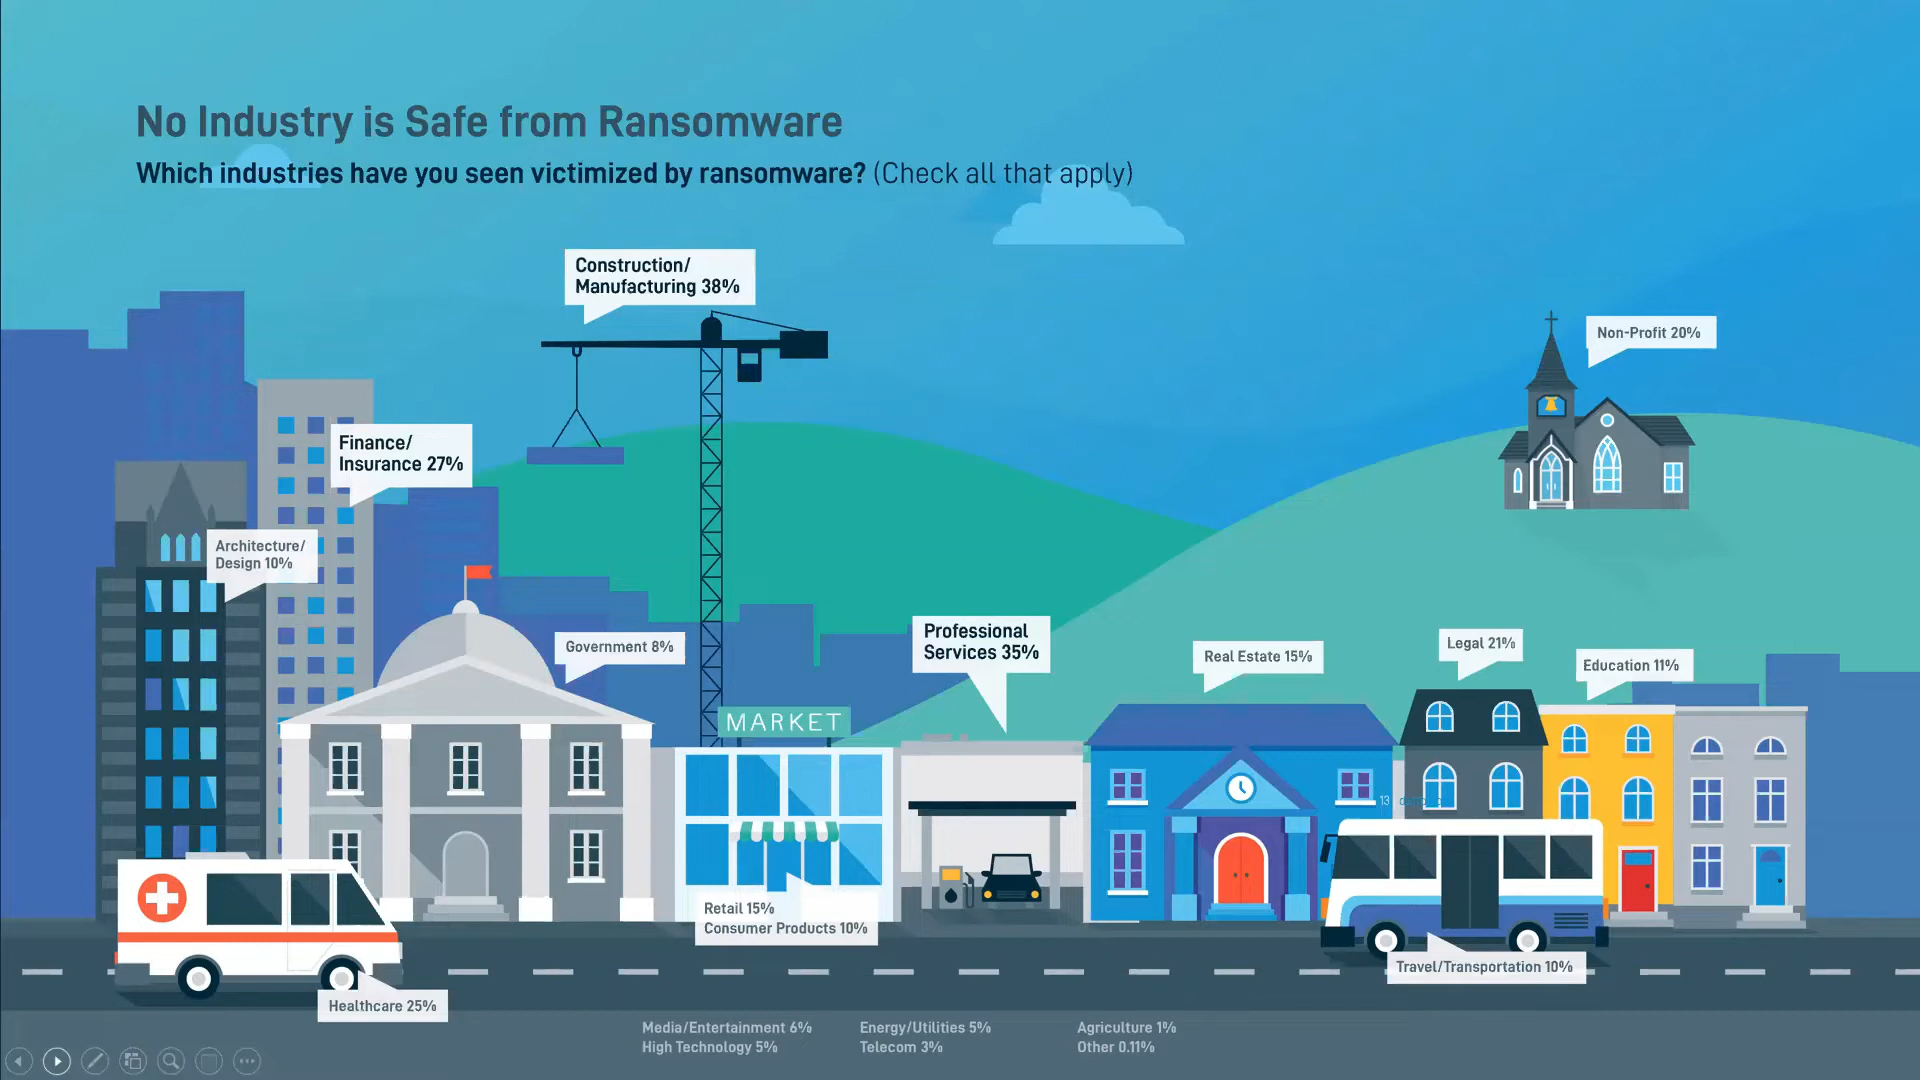 No Industry is Safe from Ransomware
Which industries have you seen victimized by ransomware? (Check all that apply)
Construction/
Manufacturing 38%
Non-Profit 20%
Finance/
Insurance 27%
Architecture/
Design 10%
Government 8%
Professional
Services 35%
Real Estate 15%
Legal 21%
Education 11%
MARKET
13
Retail 15%
Consumer Products 10%
Travel/Transportation 10%
Healthcare 25%
Media/Entertainment 6%
High Technology 5%
Energy/Utilities 5%
Telecom 3%
Agriculture 1%
Other 0.11%